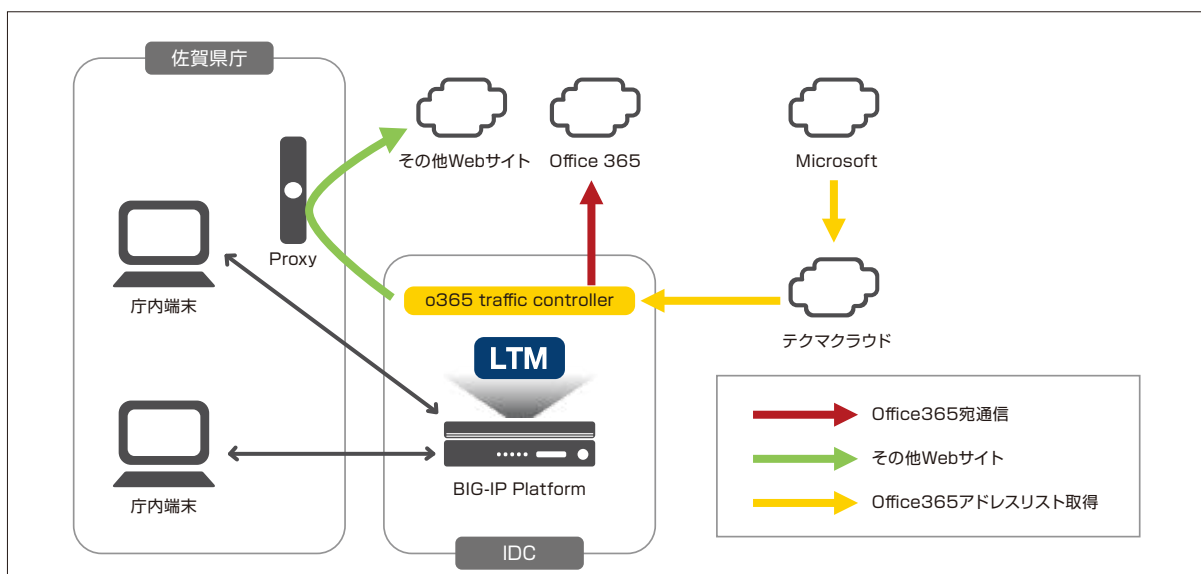 佐賀県庁
その他Webサイト
Office 365
Microsoft
Proxy
庁内端末
o365 traffic controller
テクマクラウド
LTM
庁内端末
BIG-IP Platform
IDC
Office365宛通信
その他Webサイト
Office365アドレスリスト取得